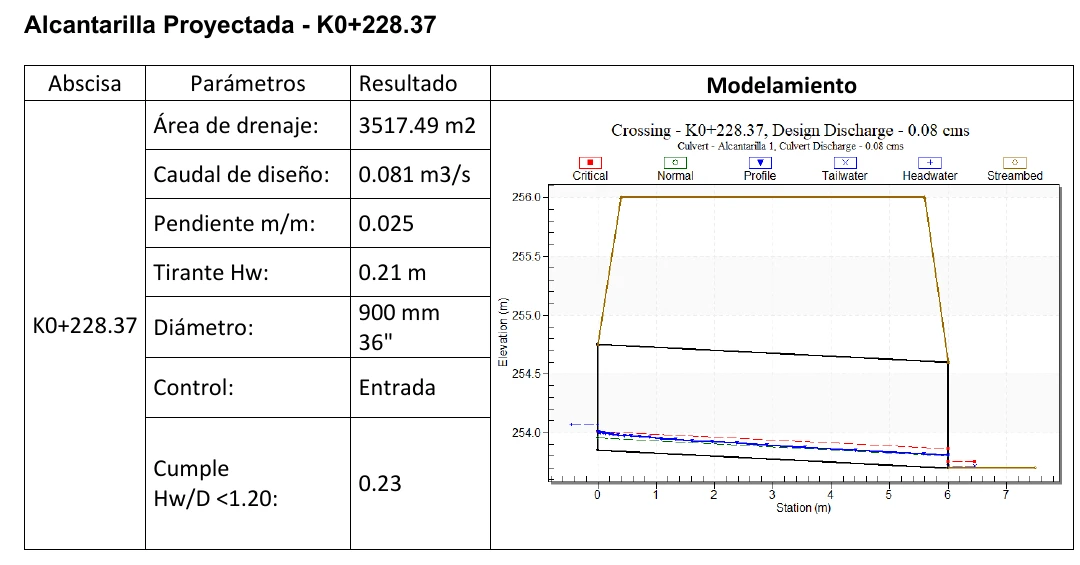 Alcantarilla Proyectada - K0+228.37
Abscisa
Parámetros
Resultado
Modelamiento
K0+228.37
Área de drenaje:
3517.49 m2
Caudal de diseño:
0.081 m3/s
Pendiente m/m:
0.025
Tirante Hw:
0.21 m
Diámetro:
900 mm
36"
Control:
Entrada
Cumple
Hw/D <1.20:
0.23
Crossing - K0+228.37, Design Discharge - 0.08 cms
Culvert - Alcantarilla 1, Culvert Discharge - 0.08 cms
Critical
Normal
Profile
Tailwater
Headwater
Streambed
256.0
255.5
255.0
254.5
254.0
Elevation (m)
0
1
2
3
4
5
6
7
Station (m)